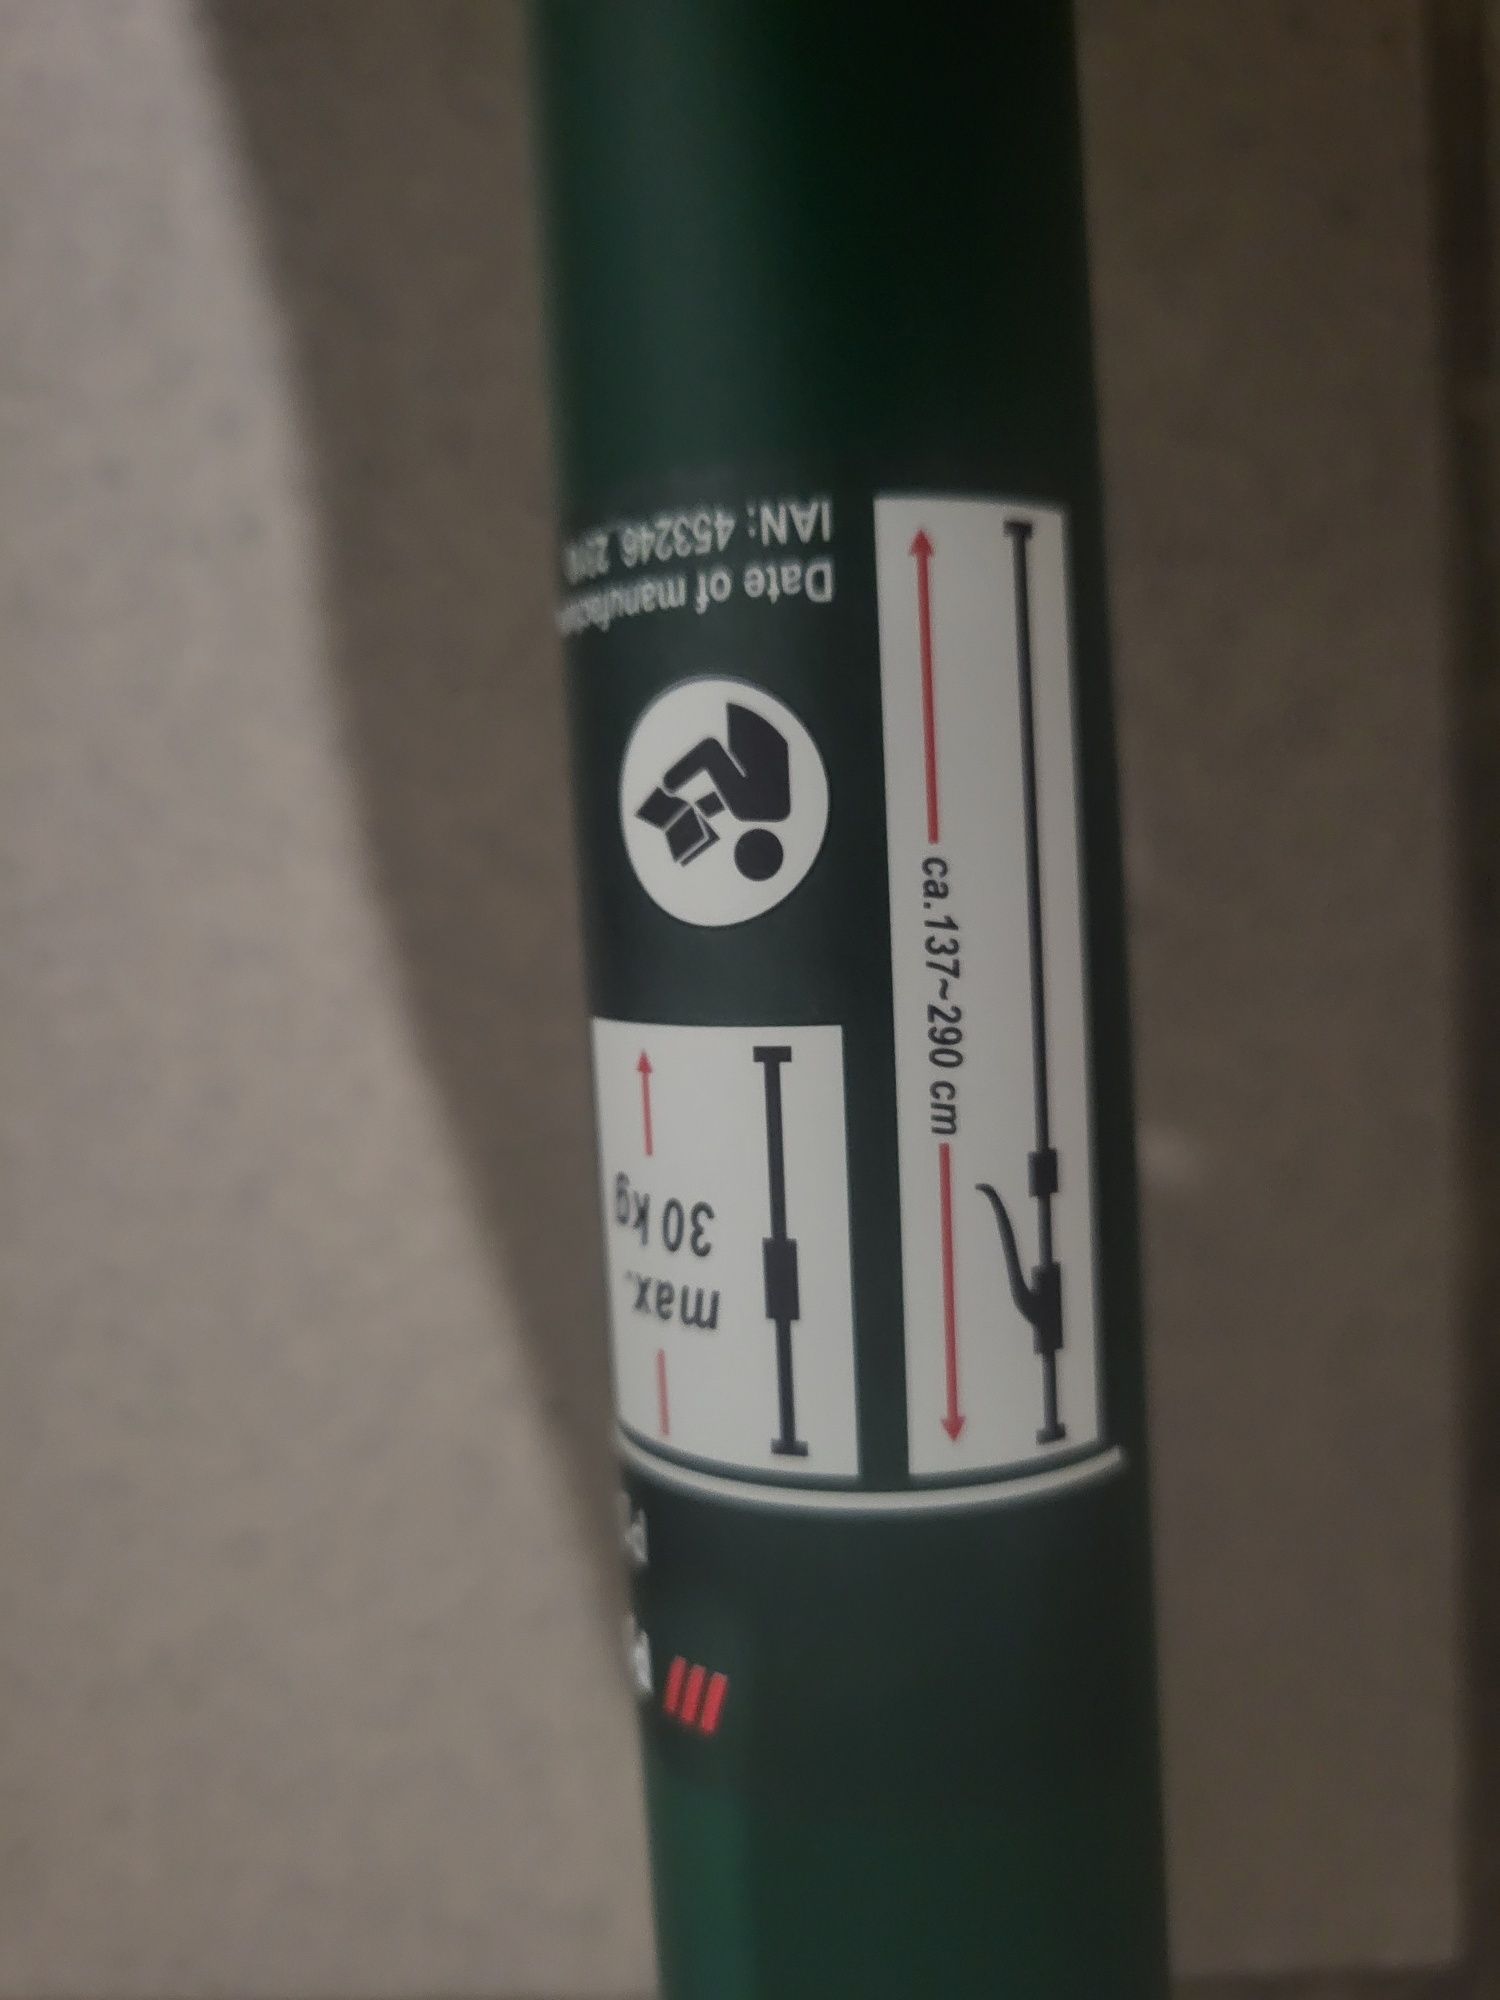 max.
30 kg
Date of
IAN: 453246
ca.137~290 cm